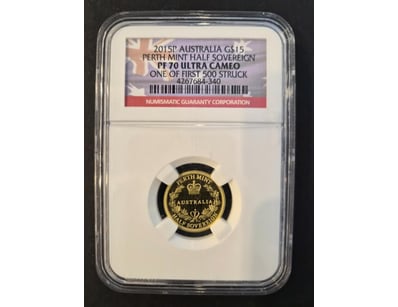 2015P AUSTRALIA G$15
PERTH MINT HALF SOVEREIGN
PF 70 ULTRA CAMEO
ONE OF FIRST 500 STRUCK
4267684-340
NUMISMATIC GUARANTY CORPORATION
PERTH MINT
AUSTRALIA
HALF SOVEREIGN